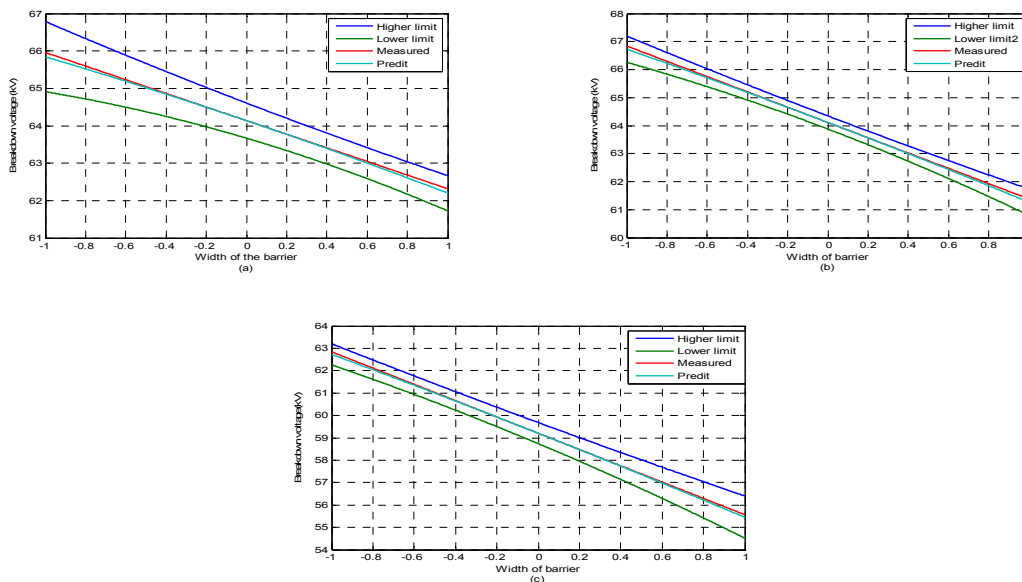 67
66
65
64
63
62
61
Breakdown voltage (kV)
-1 -0.8 -0.6 -0.4 -0.2 0 0.2 0.4 0.6 0.8 1
Width of the barrier
(a)
Higher limit
Lower limit
Measured
Predit
68
67
66
65
64
63
62
61
60
Breakdown voltage (kV)
-1 -0.8 -0.6 -0.4 -0.2 0 0.2 0.4 0.6 0.8
Width of barrier
(b)
Higher limit
Lower limit2
Measured
Predit
64
63
62
61
60
59
58
57
56
55
54
Breakdown voltage(kV)
-1 -0.8 -0.6 -0.4 -0.2 0 0.2 0.4 0.6 0.8 1
Width of barrier
(c)
Higher limit
Lower limit
Measured
Predit